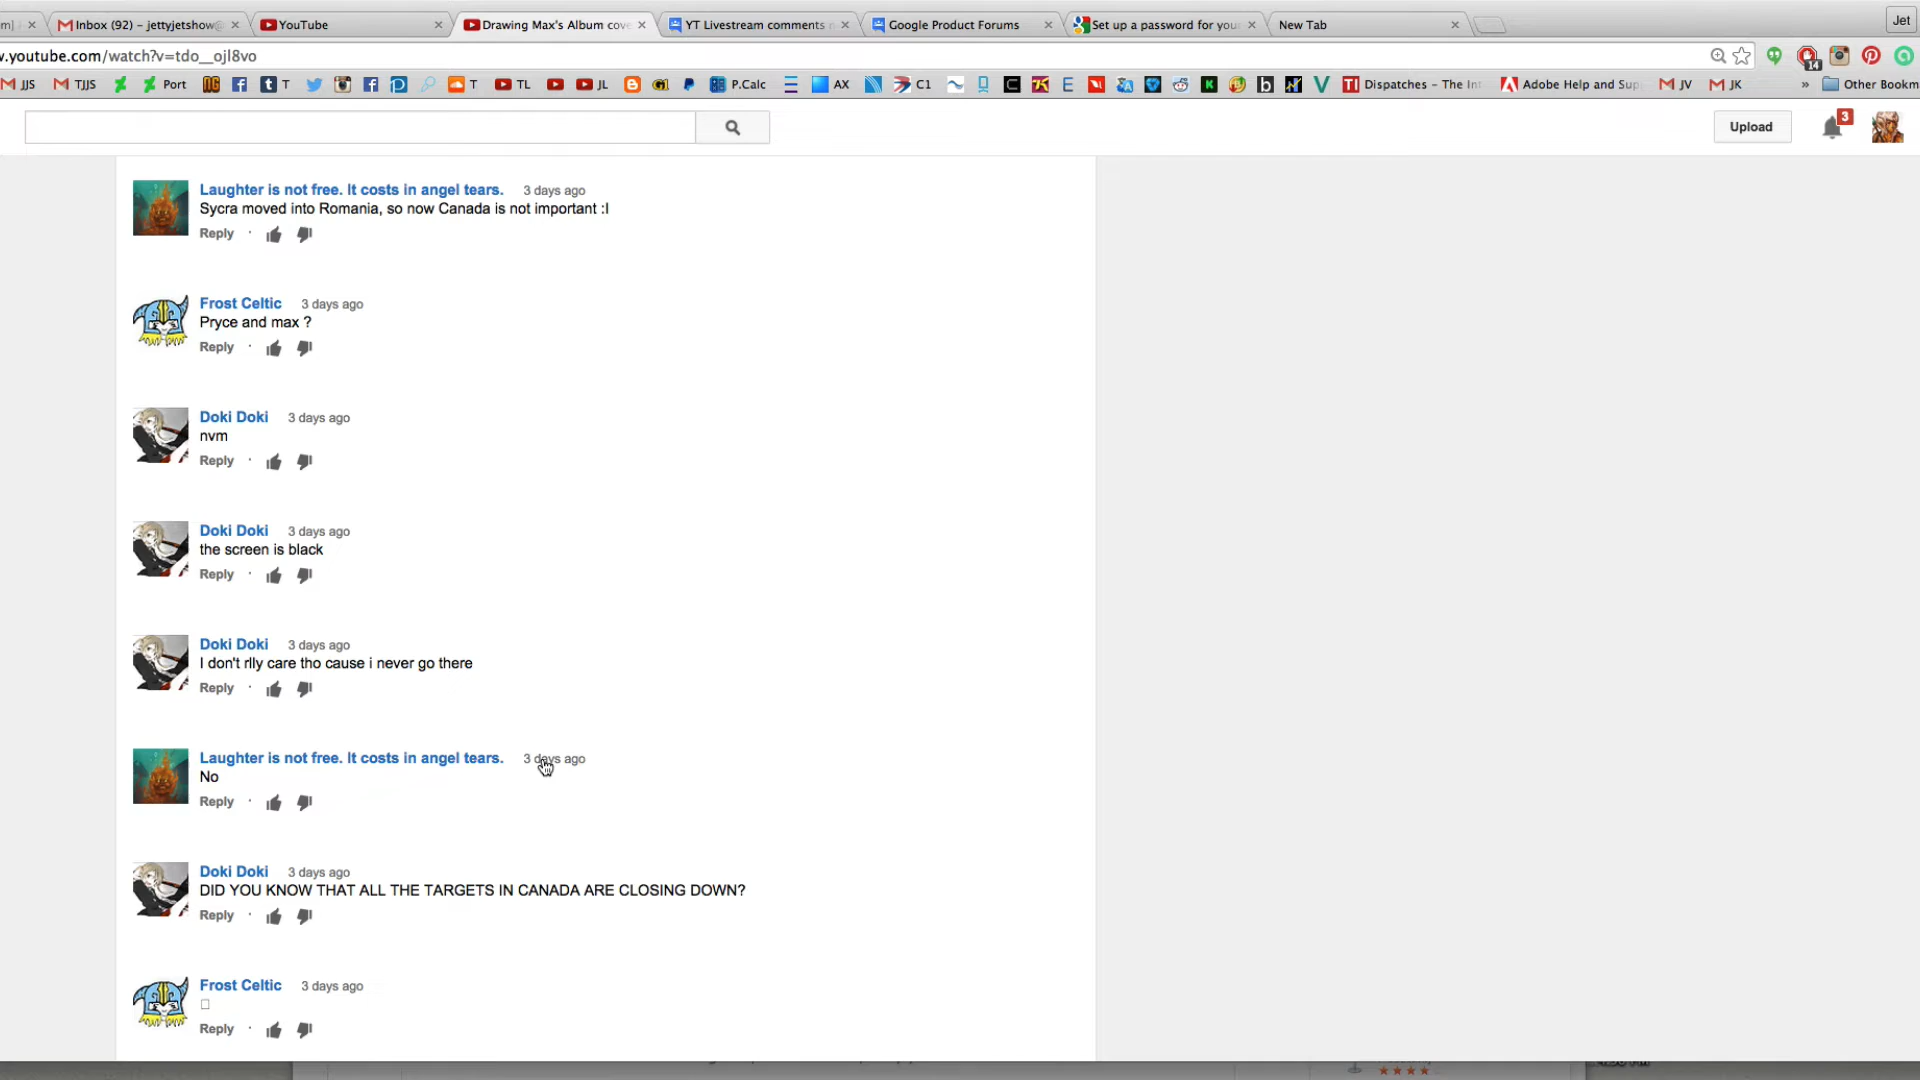 m]
Inbox (92) - jettyjetshow@
YouTube
Drawing Max's Album cove
YT Livestream comments n
Google Product Forums
Set up a password for your
New Tab
Jet
v.youtube.com/watch?v=tdo__ojl8vo
14
JJS
TJJS
Port
T
T
TL
JL
P.Calc
AX
C1
Dispatches – The Int
Adobe Help and Sup
JV
JK
»
Other Bookm
Upload
3
Laughter is not free. It costs in angel tears. 3 days ago
Sycra moved into Romania, so now Canada is not important :I
Reply ·
Frost Celtic 3 days ago
Pryce and max ?
Reply ·
Doki Doki 3 days ago
nvm
Reply ·
Doki Doki 3 days ago
the screen is black
Reply ·
Doki Doki 3 days ago
I don't rlly care tho cause i never go there
Reply ·
Laughter is not free. It costs in angel tears. 3 days ago
No
Reply ·
Doki Doki 3 days ago
DID YOU KNOW THAT ALL THE TARGETS IN CANADA ARE CLOSING DOWN?
Reply ·
Frost Celtic 3 days ago
Reply ·